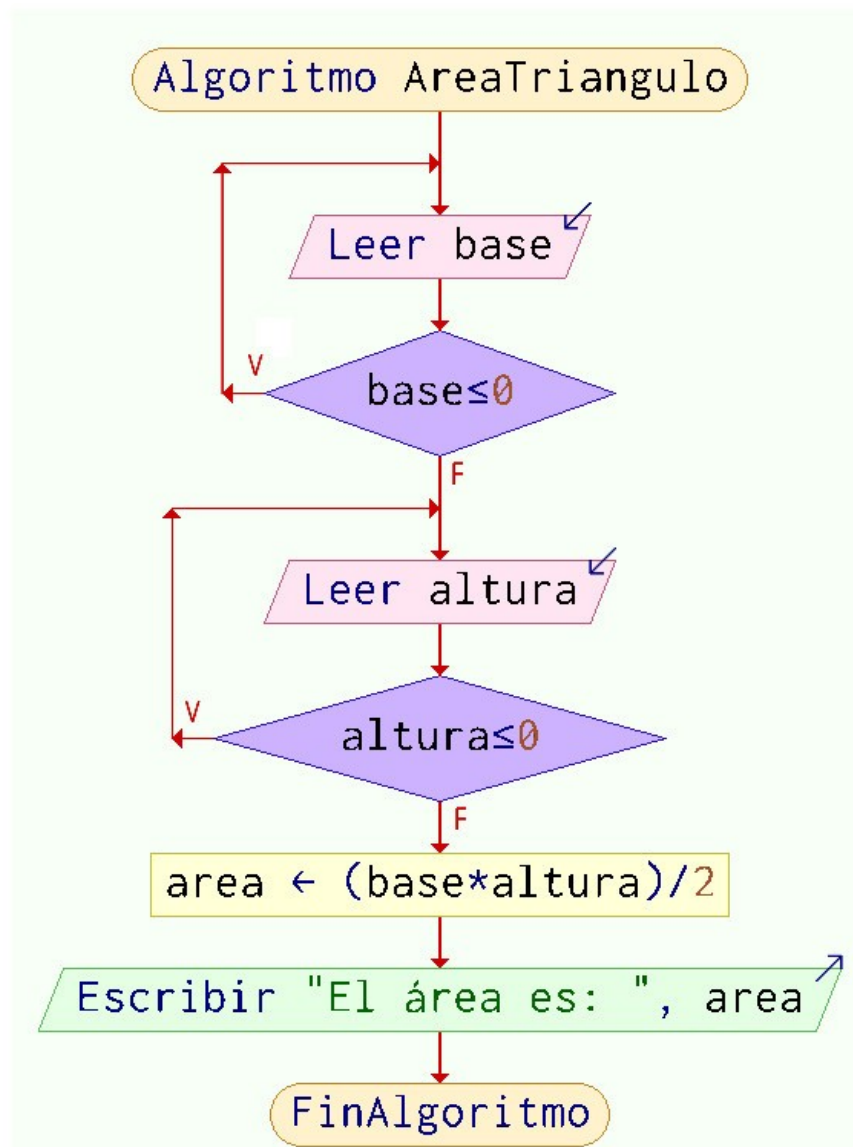 Algoritmo AreaTriangulo
Leer base
V
base≤0
F
Leer altura
V
altura≤0
F
area ← (base*altura)/2
Escribir "El área es: ", area
FinAlgoritmo